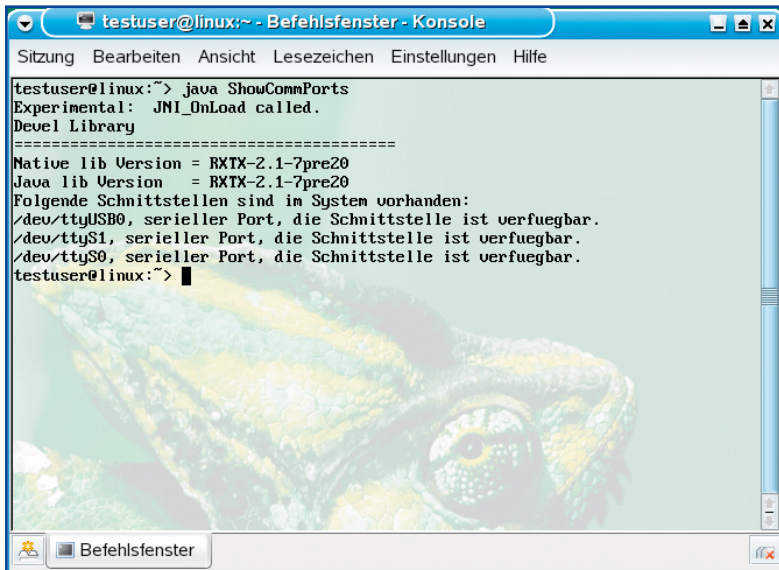 testuser@linux:~ - Befehlsfenster - Konsole
Sitzung Bearbeiten Ansicht Lesezeichen Einstellungen Hilfe
testuser@linux:~> java ShowCommPorts
Experimental:  JNI_OnLoad called.
Devel Library
=========================================
Native lib Version = RXTX-2.1-7pre20
Java lib Version   = RXTX-2.1-7pre20
Folgende Schnittstellen sind im System vorhanden:
/dev/ttyUSB0, serieller Port, die Schnittstelle ist verfuegbar.
/dev/ttyS1, serieller Port, die Schnittstelle ist verfuegbar.
/dev/ttyS0, serieller Port, die Schnittstelle ist verfuegbar.
testuser@linux:~>
Befehlsfenster